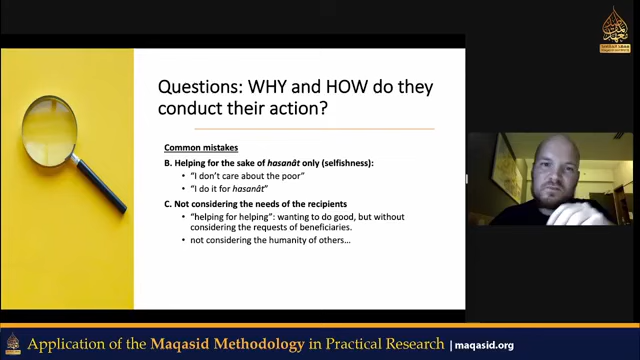 Questions: WHY and HOW do they
conduct their action?
Common mistakes
B. Helping for the sake of hasanât only (selfishness):
• "I don't care about the poor"
• "I do it for hasanât"
C. Not considering the needs of the recipients
• "helping for helping": wanting to do good, but without
considering the requests of beneficiaries.
• not considering the humanity of others…
Application of the Maqasid Methodology in Practical Research | maqasid.org